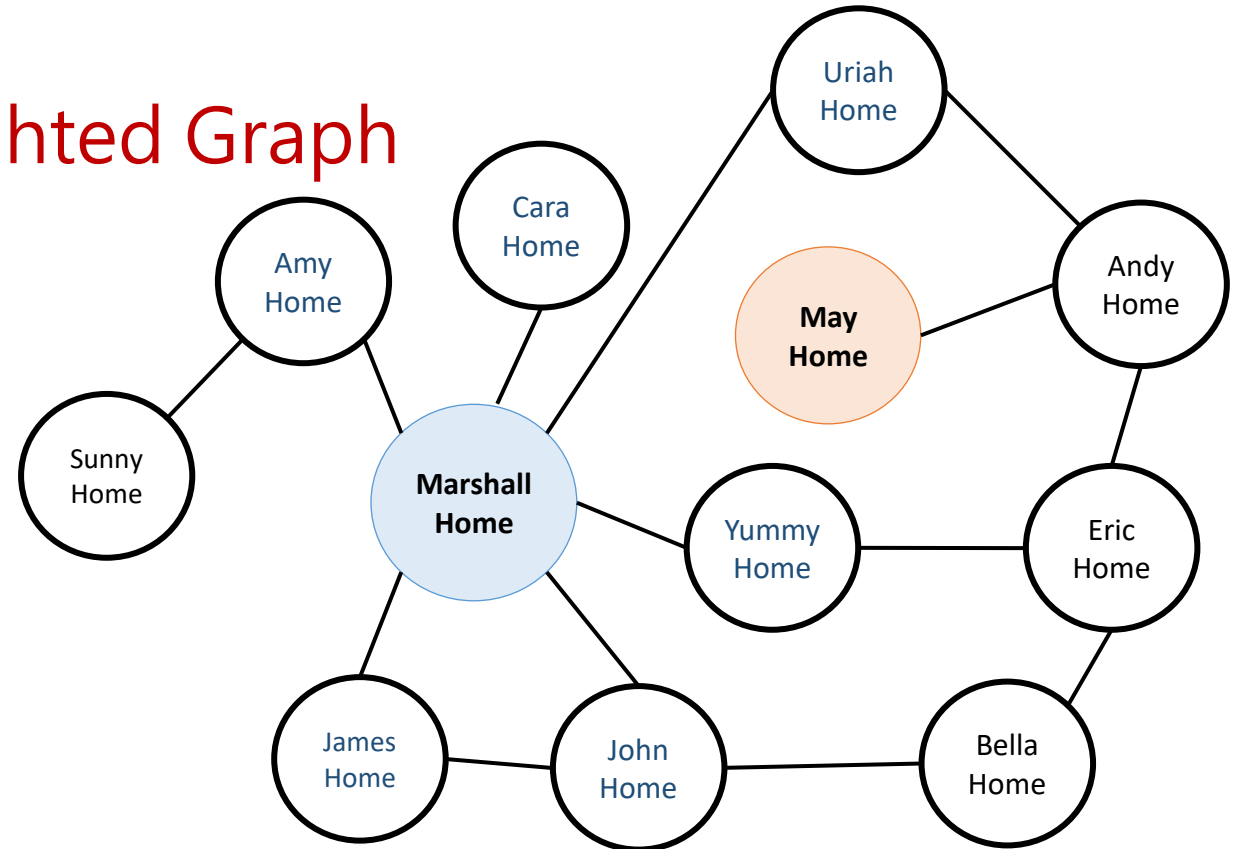 hted Graph
Uriah
Home
Cara
Home
Amy
Home
Andy
Home
May
Home
Sunny
Home
Marshall
Home
Yummy
Home
Eric
Home
James
Home
John
Home
Bella
Home